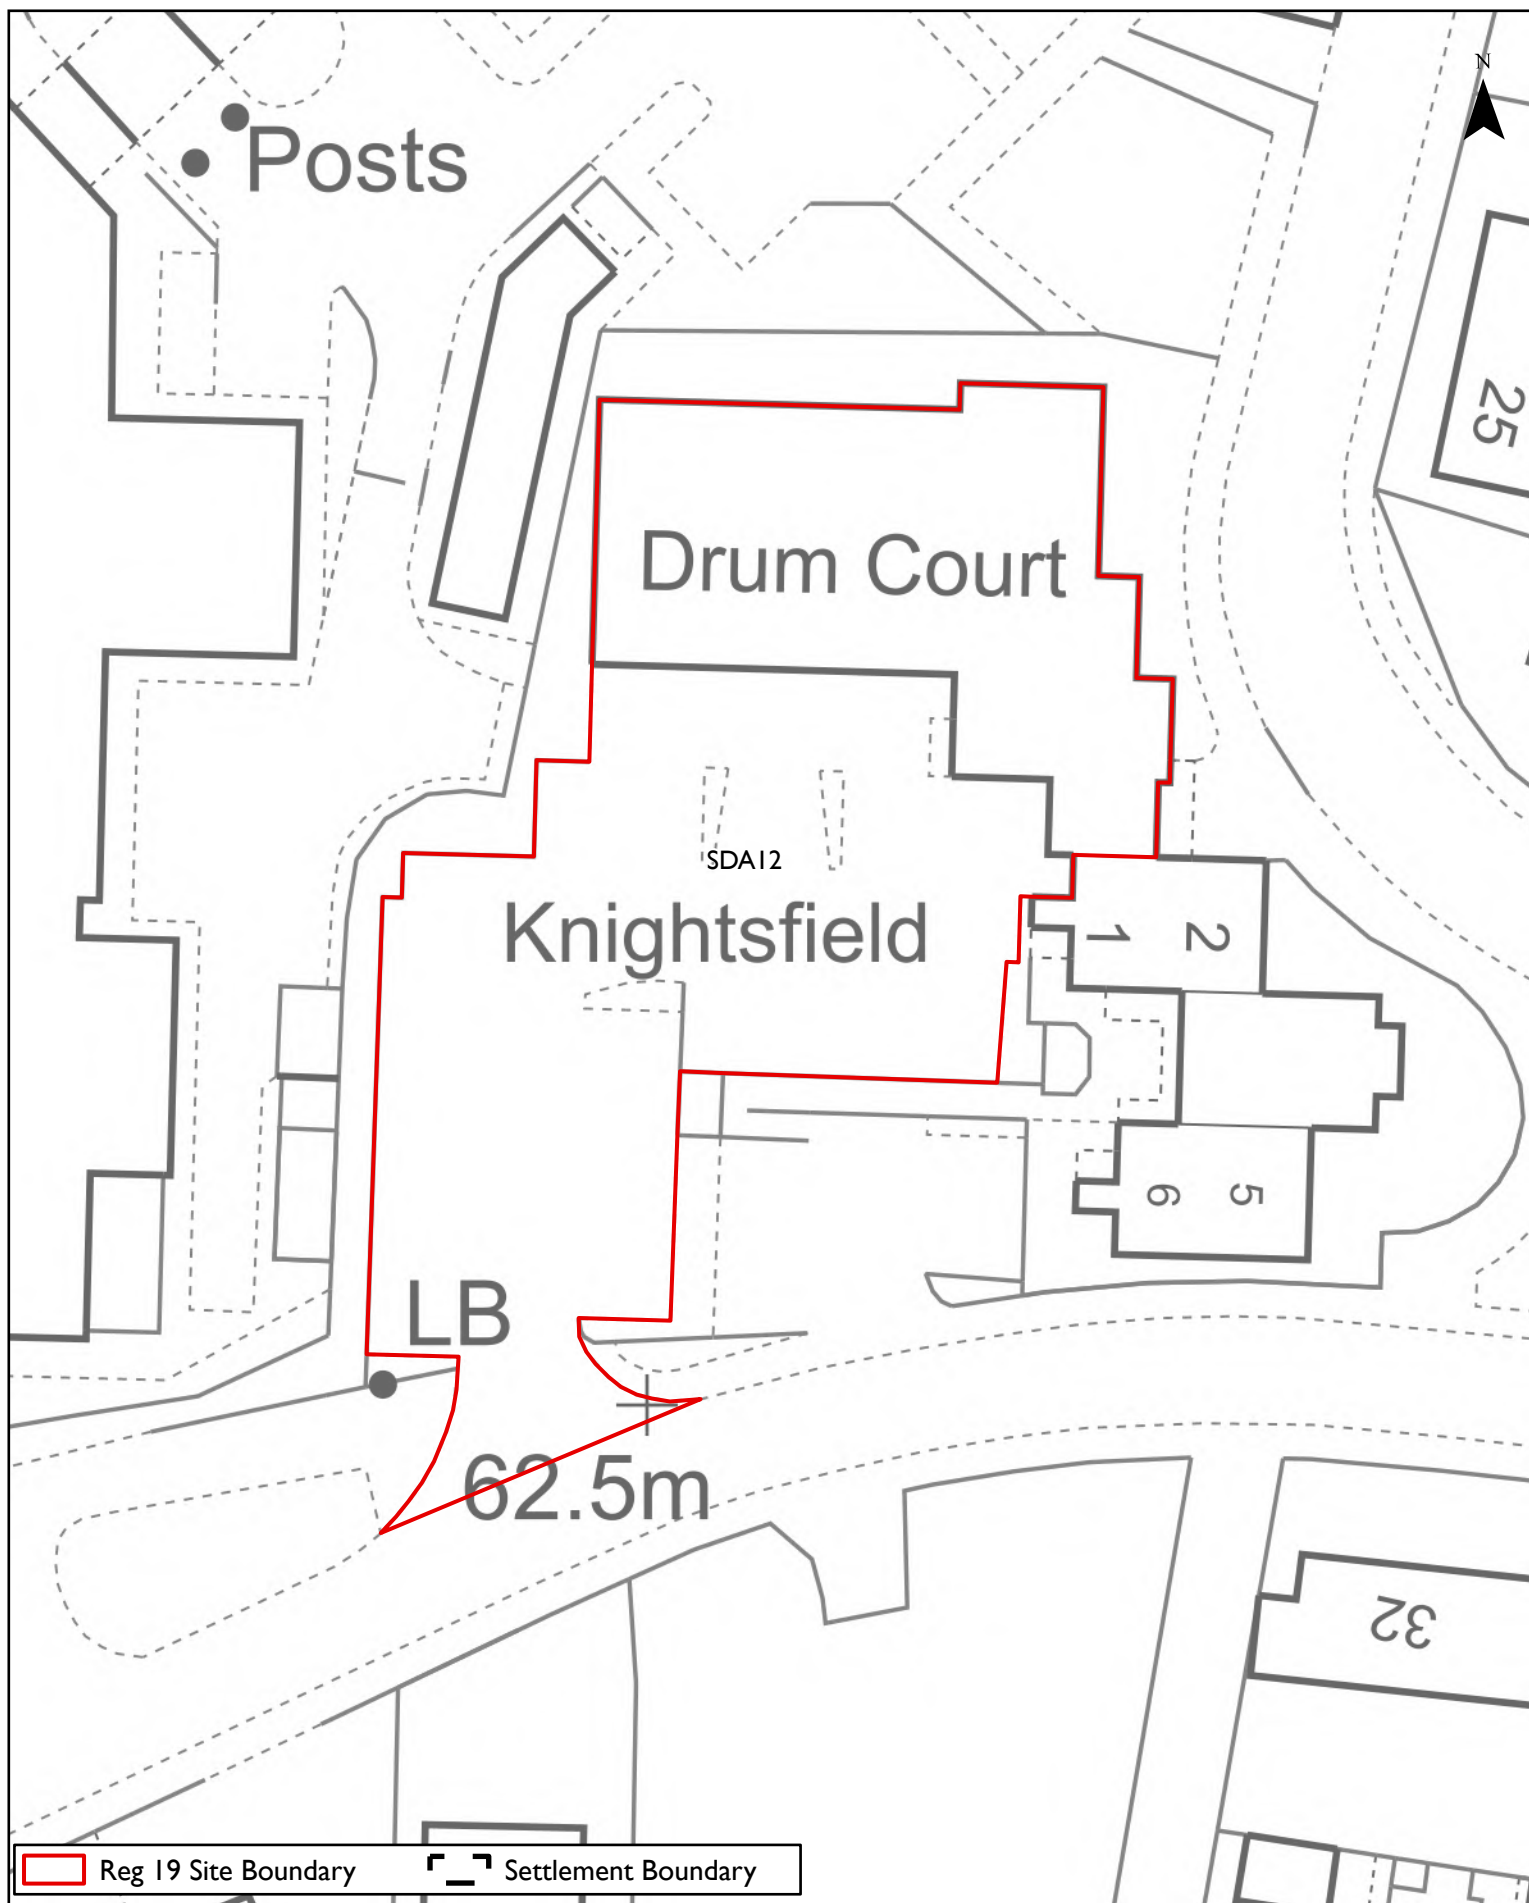 N
Posts
25
Drum Court
SDA12
Knightsfield
1
2
6
5
LB
62.5m
32
Reg 19 Site Boundary
Settlement Boundary